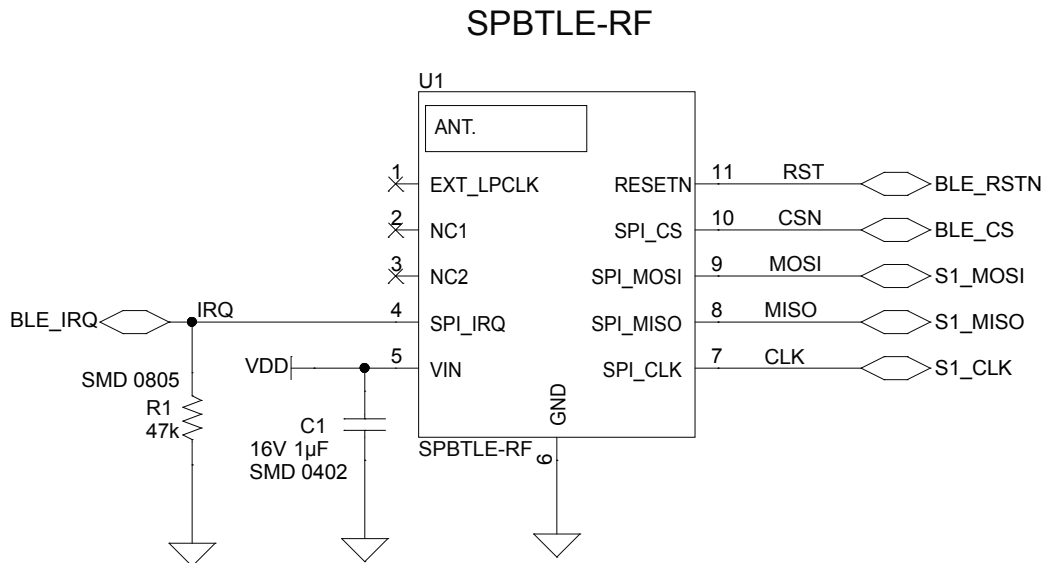 SPBTLE-RF
U1
ANT.
1 EXT_LPCLK RESETN 11 RST BLE_RSTN
2 NC1 SPI_CS 10 CSN BLE_CS
3 NC2 SPI_MOSI 9 MOSI S1_MOSI
BLE_IRQ IRQ 4 SPI_IRQ SPI_MISO 8 MISO S1_MISO
VDD 5 VIN SPI_CLK 7 CLK S1_CLK
SMD 0805
R1
47k
C1
16V 1µF
SMD 0402
GND
SPBTLE-RF
6